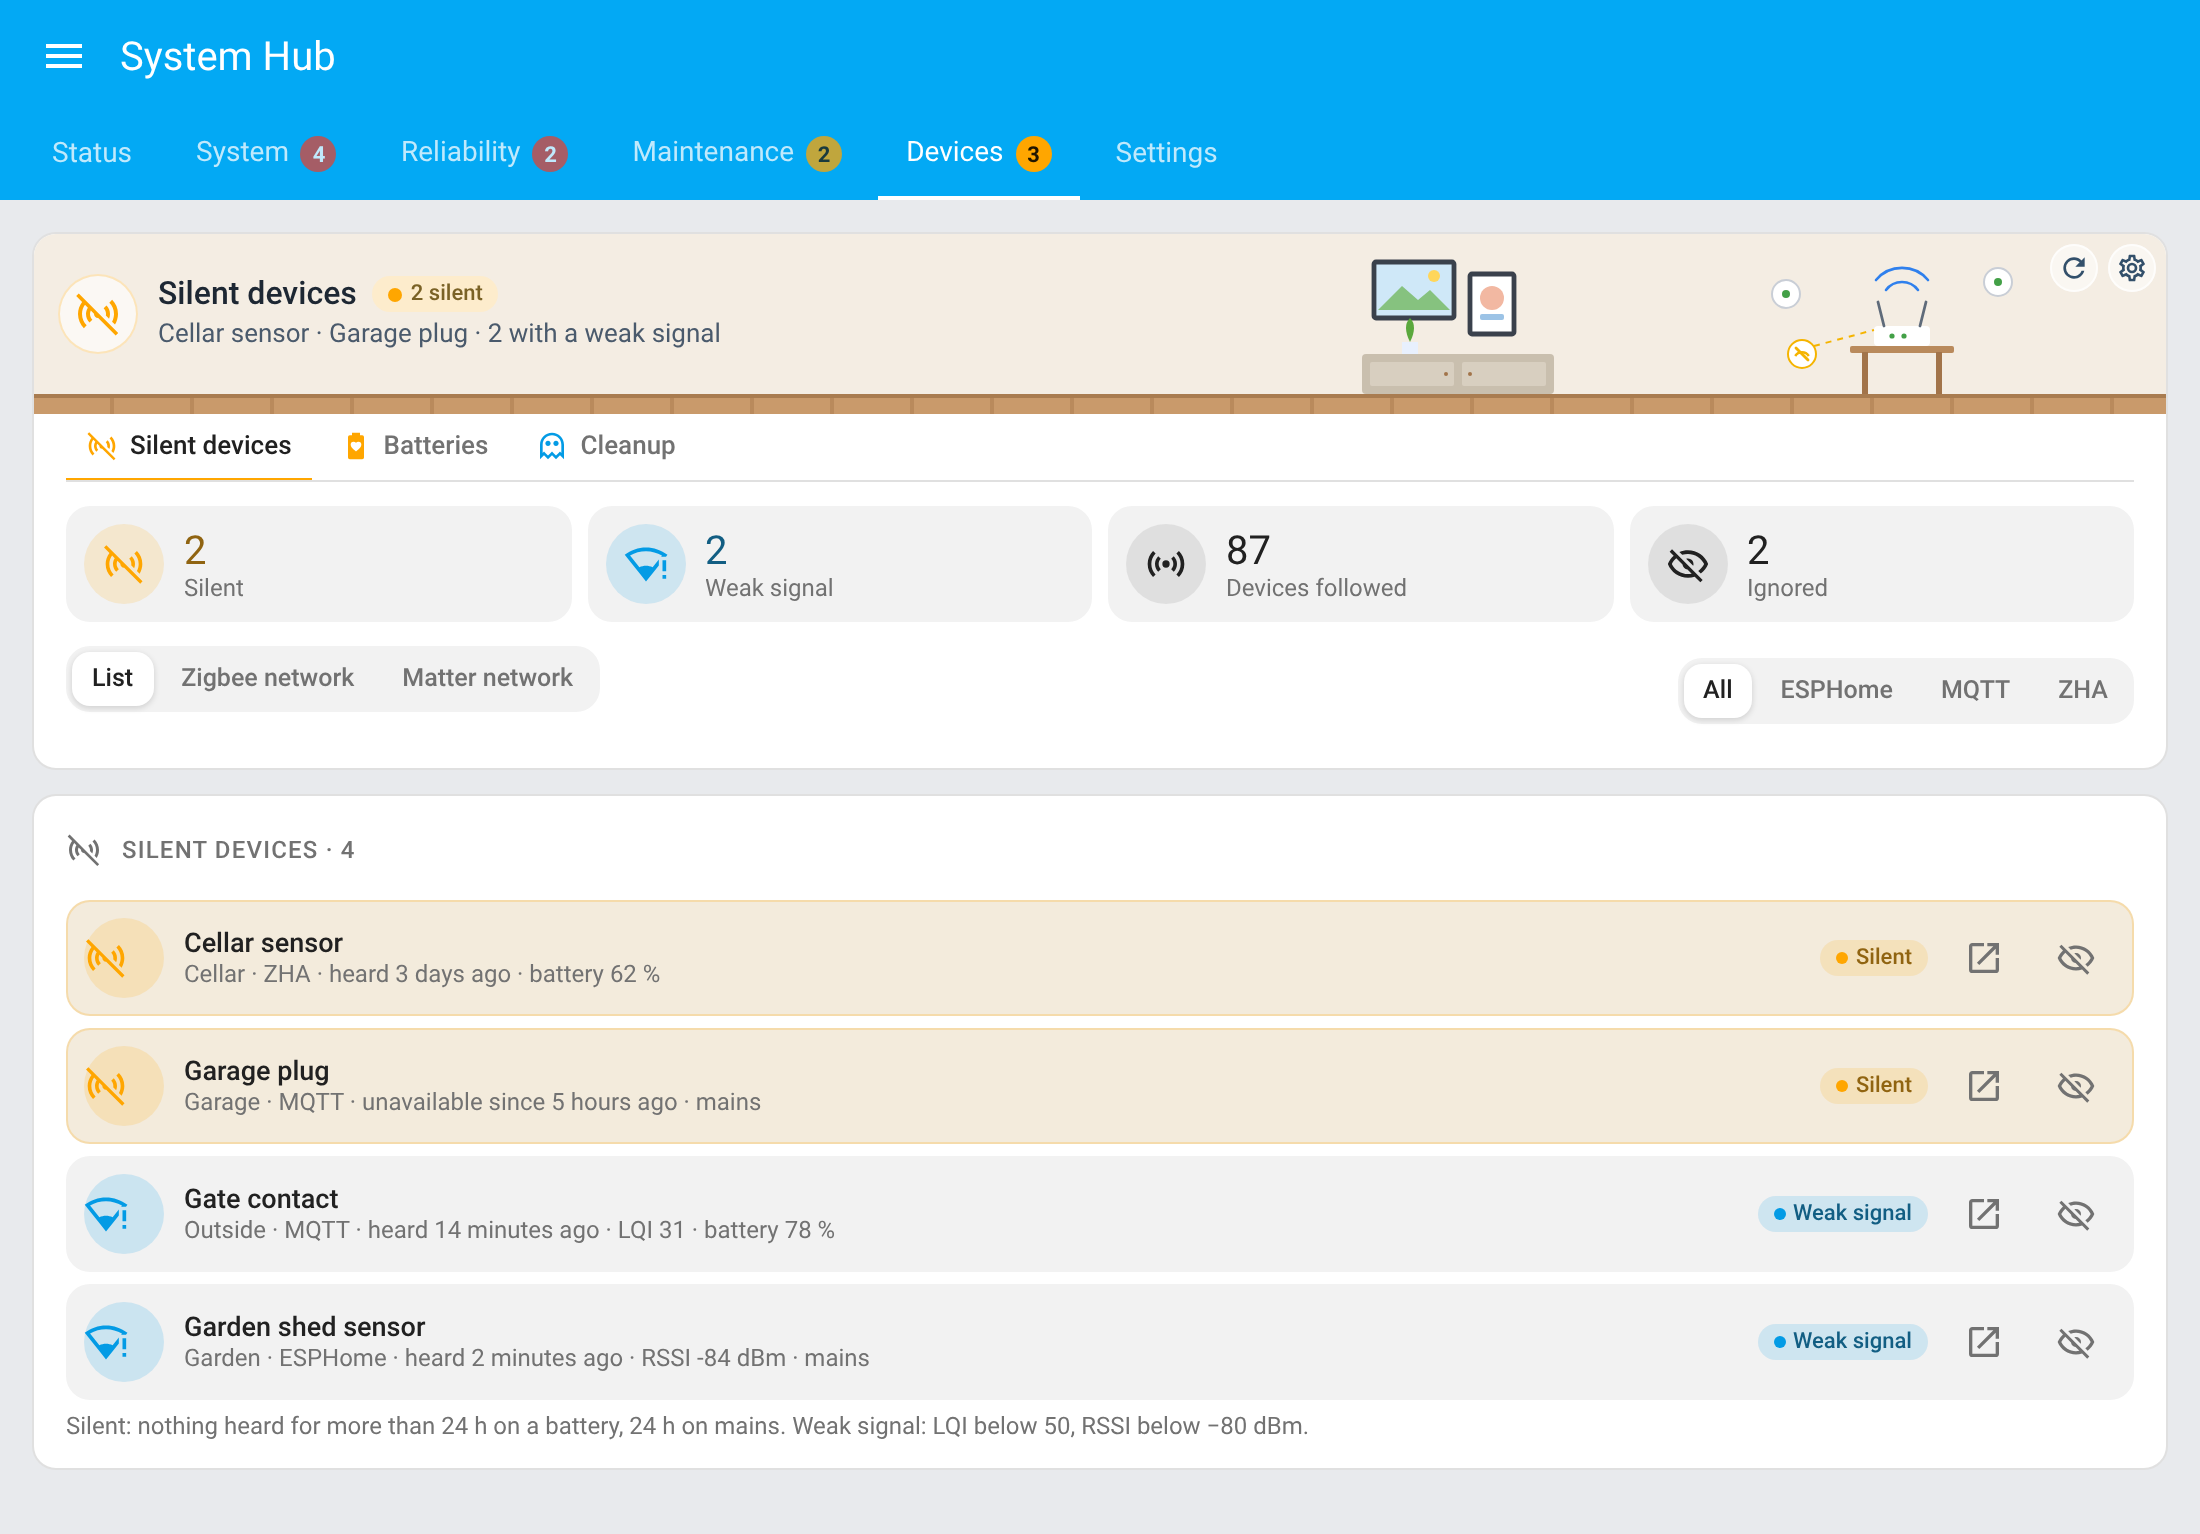 System Hub
Status
System 4
Reliability 2
Maintenance 2
Devices 3
Settings
Silent devices
2 silent
Cellar sensor · Garage plug · 2 with a weak signal
Silent devices
Batteries
Cleanup
2
Silent
2
Weak signal
87
Devices followed
2
Ignored
List
Zigbee network
Matter network
All
ESPHome
MQTT
ZHA
SILENT DEVICES · 4
Cellar sensor
Cellar · ZHA · heard 3 days ago · battery 62 %
Silent
Garage plug
Garage · MQTT · unavailable since 5 hours ago · mains
Silent
Gate contact
Outside · MQTT · heard 14 minutes ago · LQI 31 · battery 78 %
Weak signal
Garden shed sensor
Garden · ESPHome · heard 2 minutes ago · RSSI -84 dBm · mains
Weak signal
Silent: nothing heard for more than 24 h on a battery, 24 h on mains. Weak signal: LQI below 50, RSSI below −80 dBm.